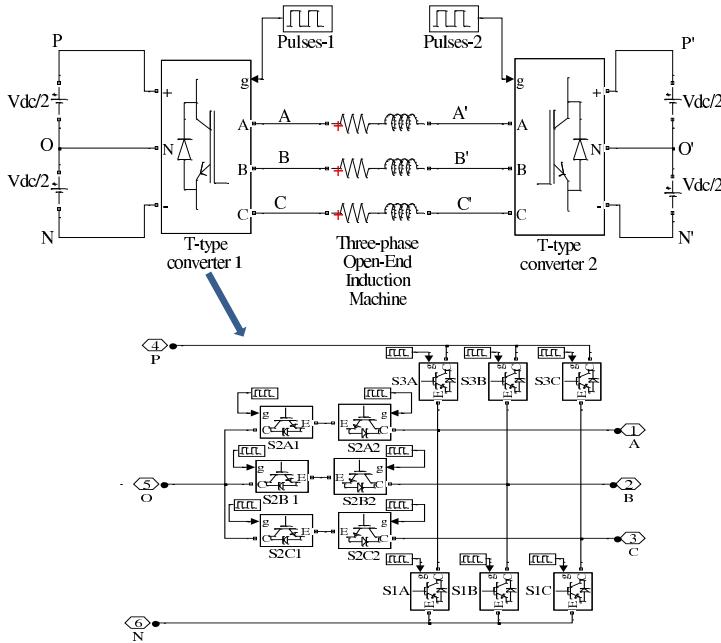 Pulses-1
Pulses-2
P
P'
g
g
Vdc/2
+
+
Vdc/2
A
A
A'
A
O
N
N
O'
B
B
B'
B
Vdc/2
Vdc/2
-
-
C
C
C'
C
N
N'
T-type
converter 1
Three-phase
Open-End
Induction
Machine
T-type
converter 2
4
P
g C
g C
g C
S3A
S3B
S3C
E
E
E
g
g
C E
E C
1
A
S2A1
S2A2
g
g
5
O
C E
E C
2
B
S2B 1
S2B2
g
g
C E
E C
3
C
S2C1
S2C2
g C
g C
g C
S1A
S1B
S1C
E
E
E
6
N